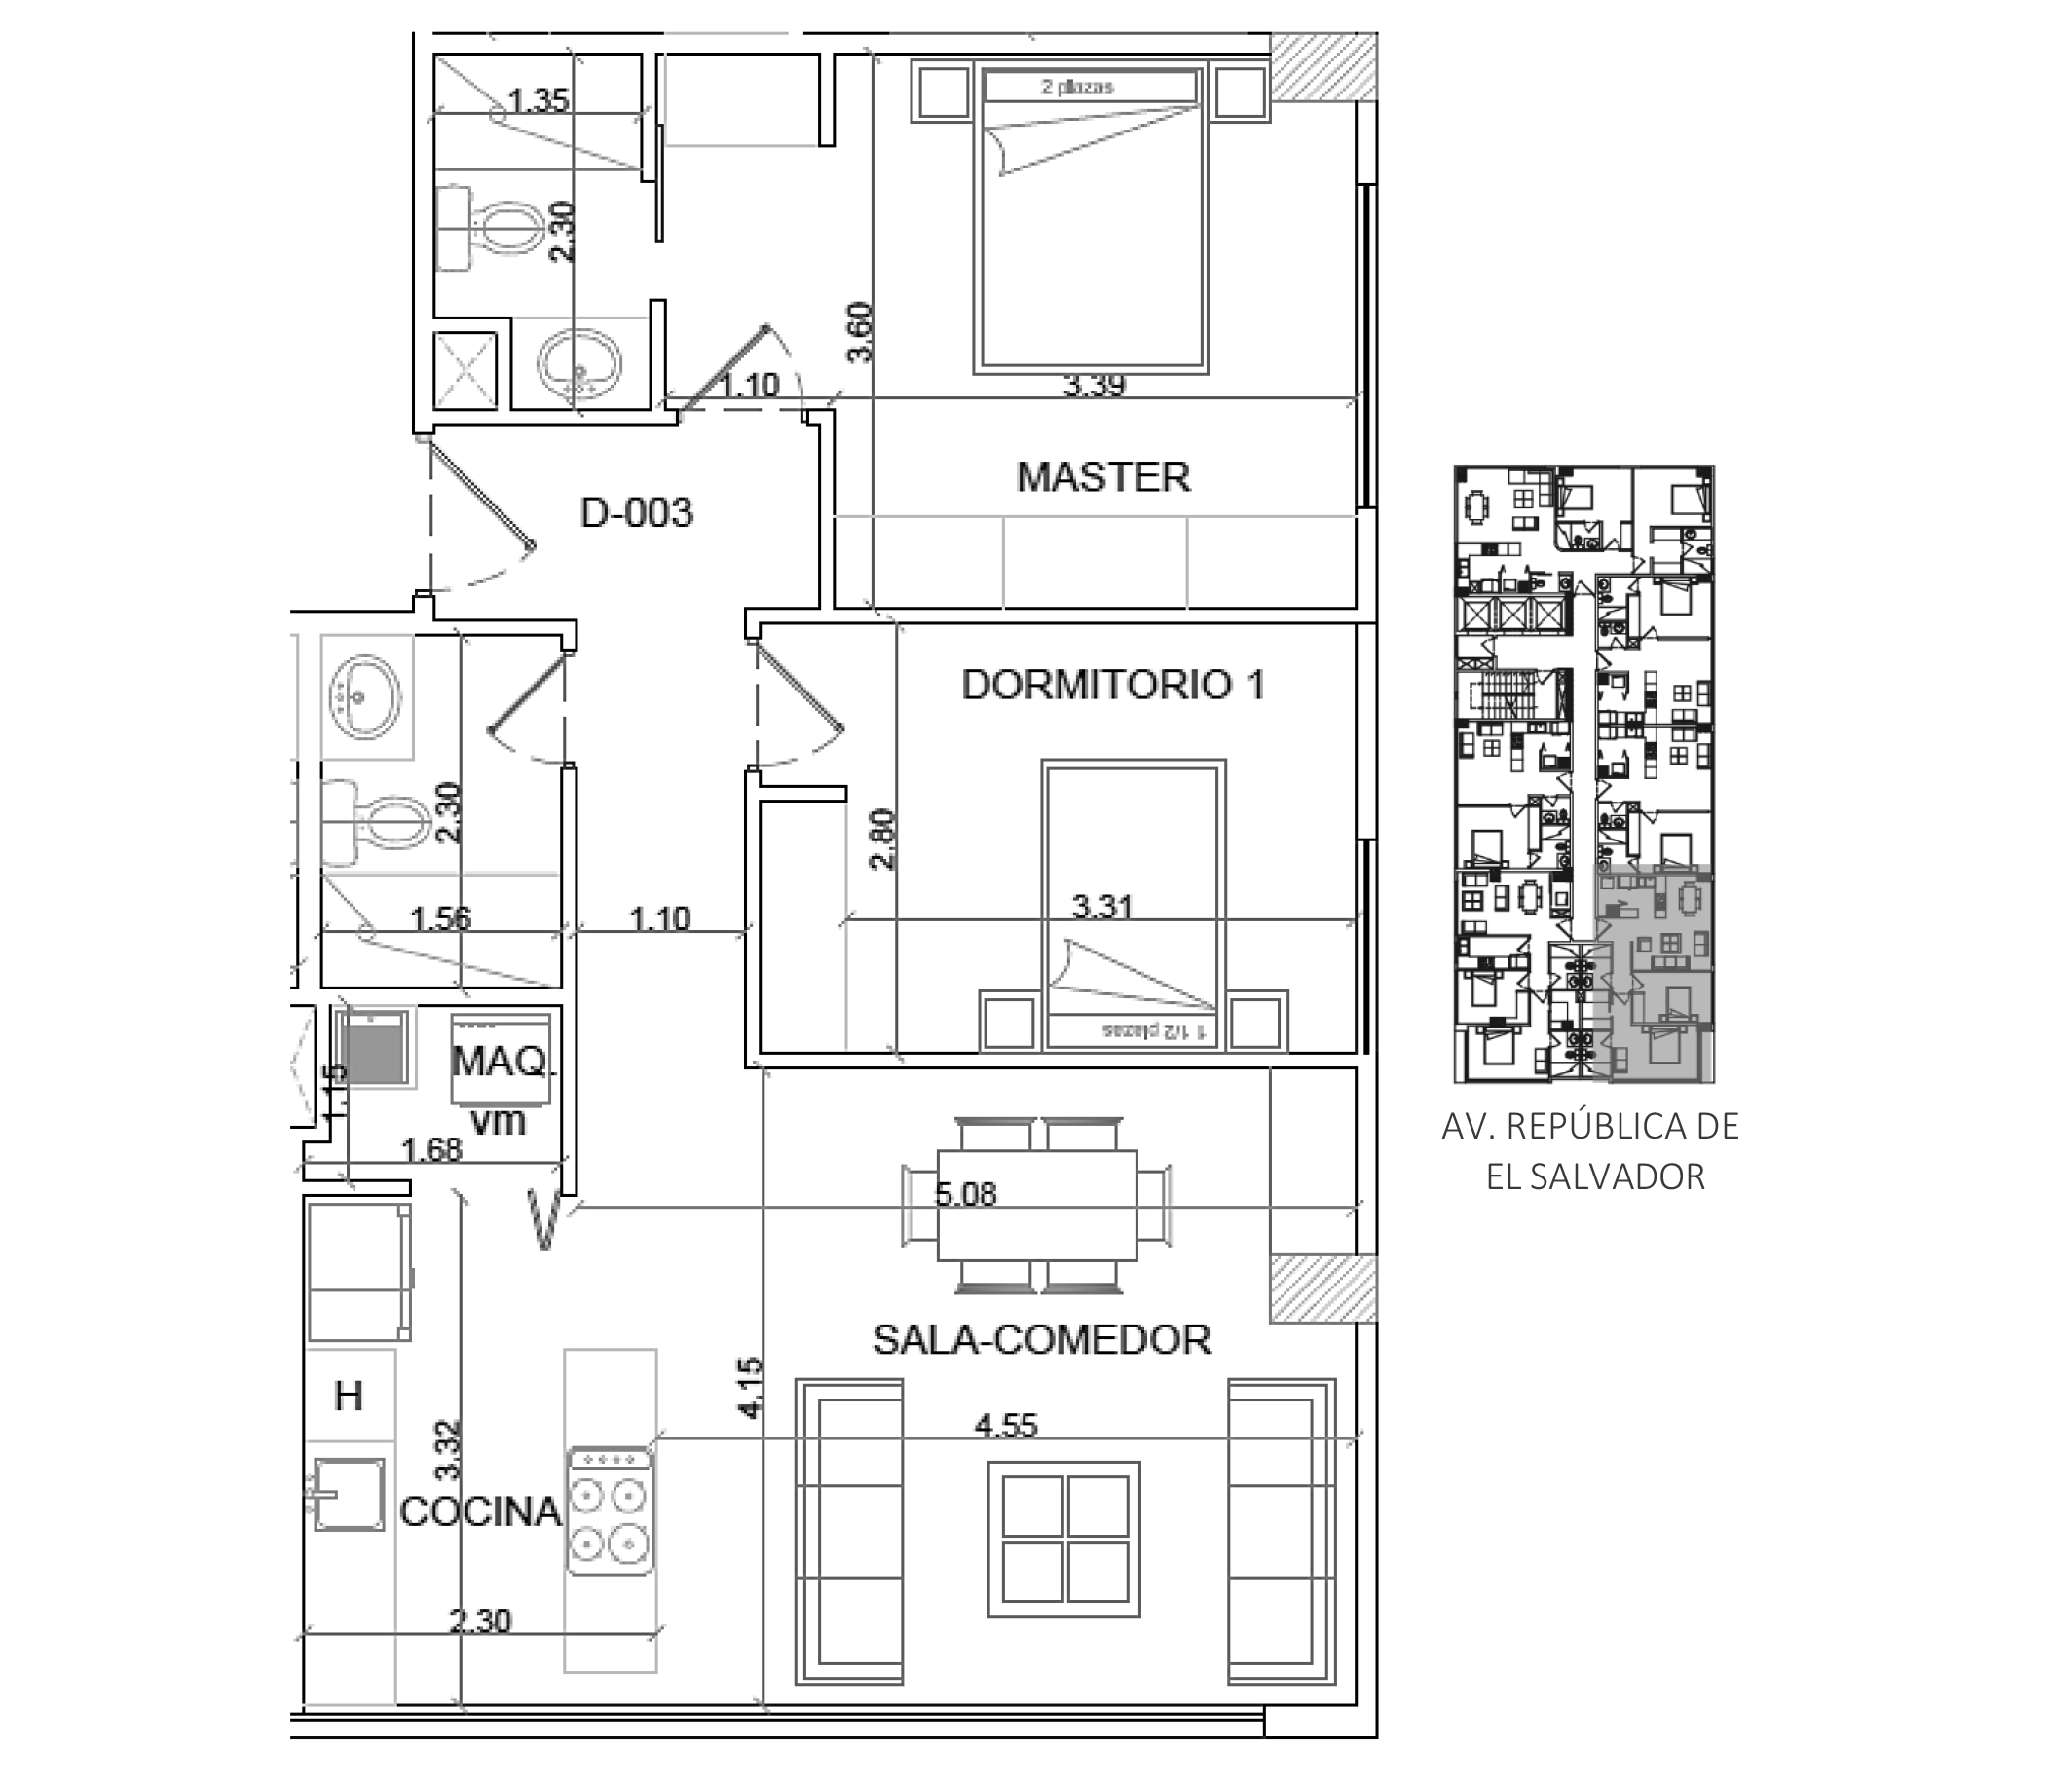 2 plazas
1.35
2.30
3.60
1.10
3.39
MASTER
D-003
DORMITORIO 1
2.30
2.80
1.56
1.10
3.31
1 1/2 plazas
MAQ.
vm
1.15
1.68
5.08
SALA-COMEDOR
H
4.15
4.55
3.32
COCINA
2.30
AV. REPÚBLICA DE
EL SALVADOR